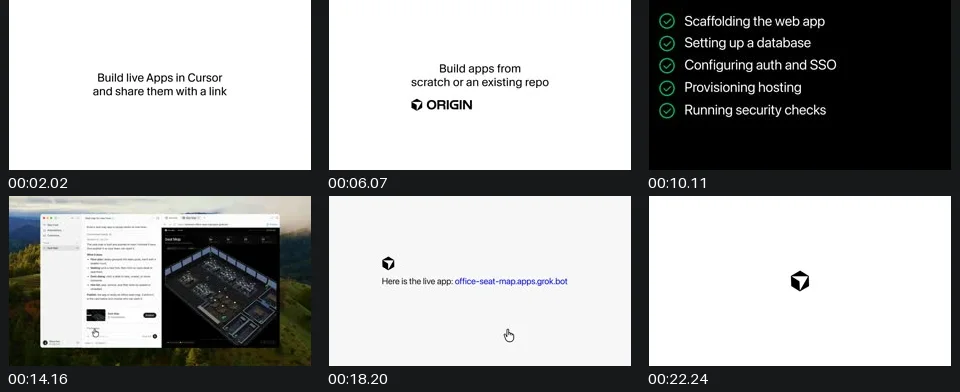 Build live Apps in Cursor
and share them with a link
Build apps from
scratch or an existing repo
ORIGIN
Scaffolding the web app
Setting up a database
Configuring auth and SSO
Provisioning hosting
Running security checks
00:02.02
00:06.07
00:10.11
Seat Map
Here is the live app: office-seat-map.apps.grok.bot
00:14.16
00:18.20
00:22.24